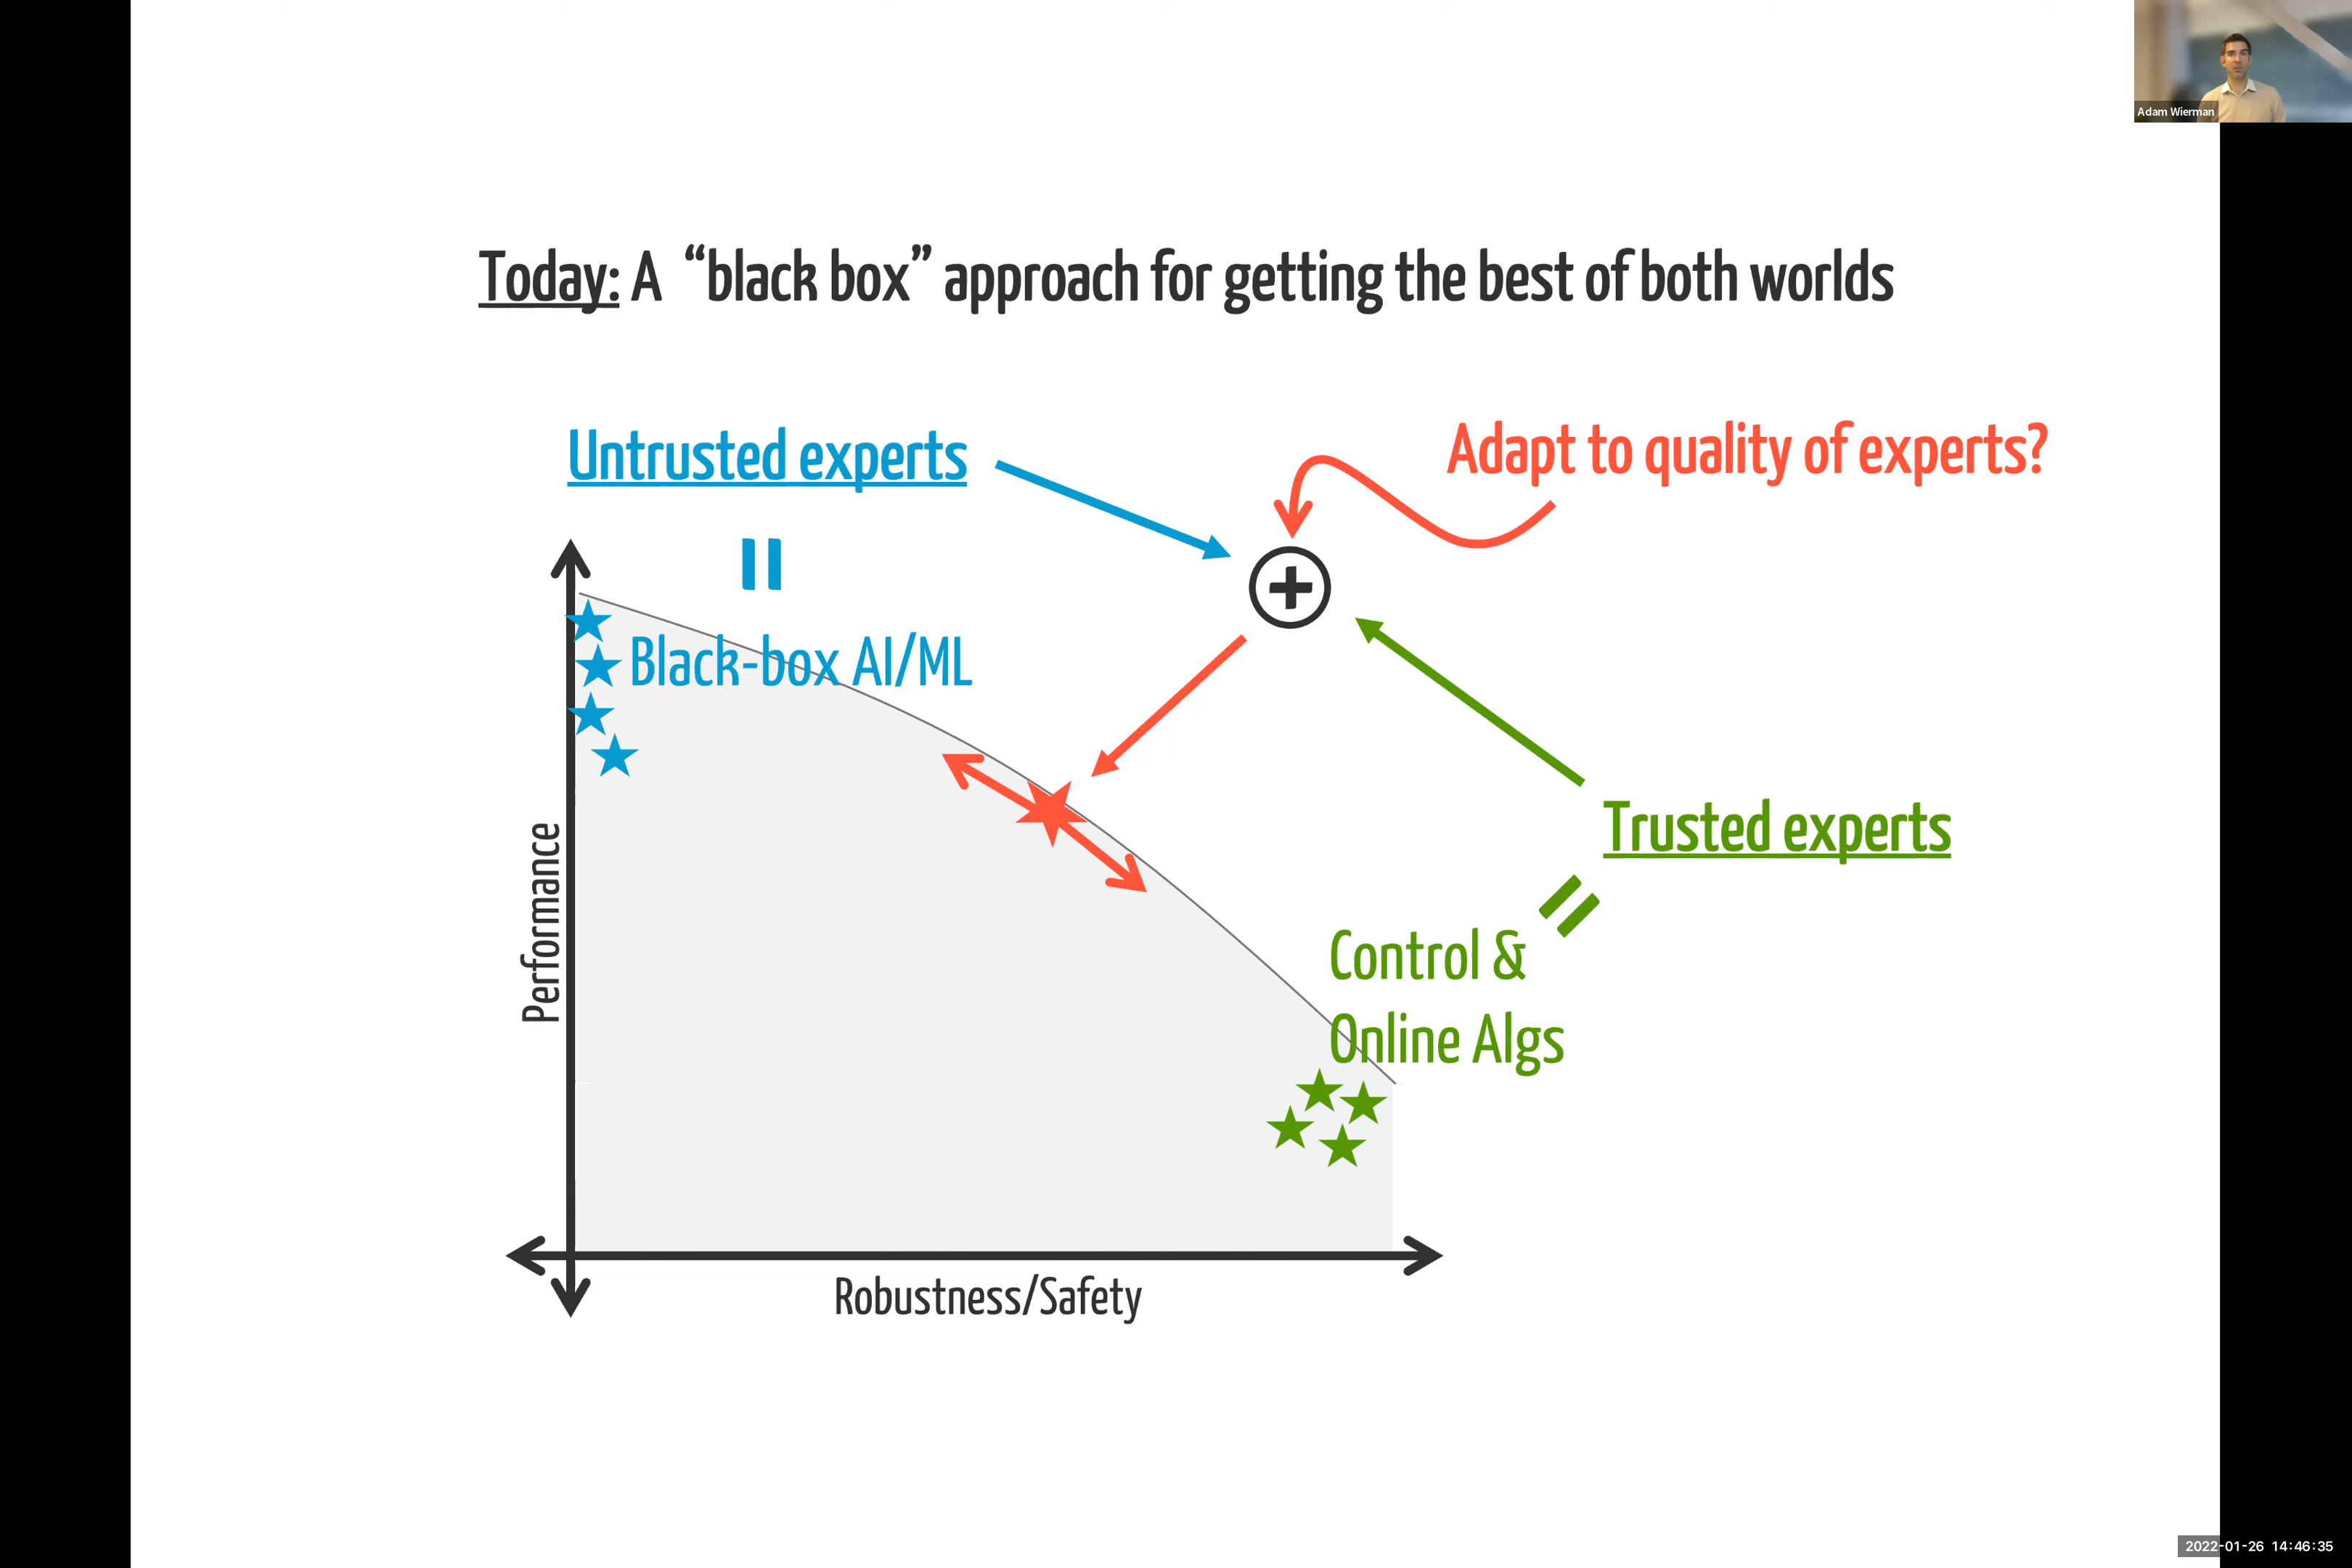 Adam Wierman
Today: A “black box” approach for getting the best of both worlds
Untrusted experts
Adapt to quality of experts?
Black-box AI/ML
Trusted experts
Control &
Online Algs
Performance
Robustness/Safety
2022-01-26 14:46:35